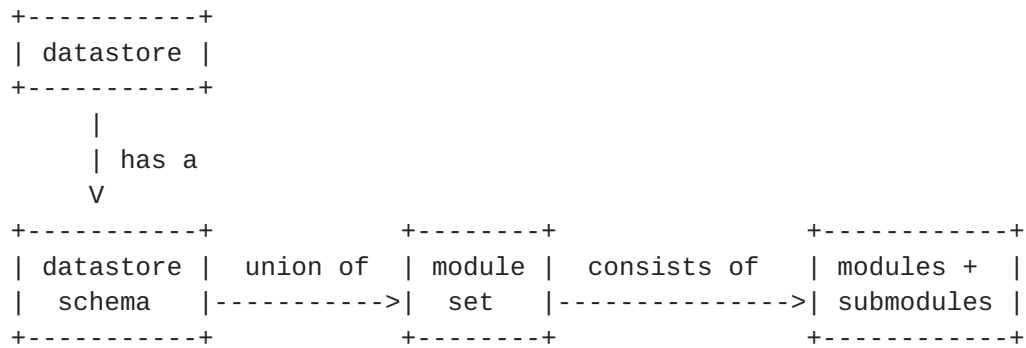 +-----------+
| datastore |
+-----------+
     |
     | has a
     V
+-----------+            +--------+                +------------+
| datastore |  union of  | module |  consists of   | modules +  |
|  schema   |----------->|  set   |--------------->| submodules |
+-----------+            +--------+                +------------+